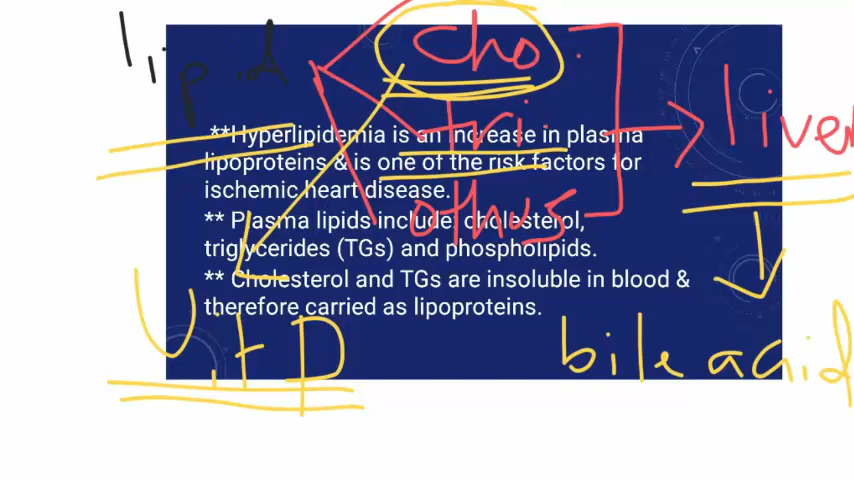 lipid
Cho
tri
others
liver
**Hyperlipidemia is an increase in plasma
lipoproteins & is one of the risk factors for
ischemic heart disease.
** Plasma lipids include: cholesterol,
triglycerides (TGs) and phospholipids.
** Cholesterol and TGs are insoluble in blood &
therefore carried as lipoproteins.
Vit D
bile acid